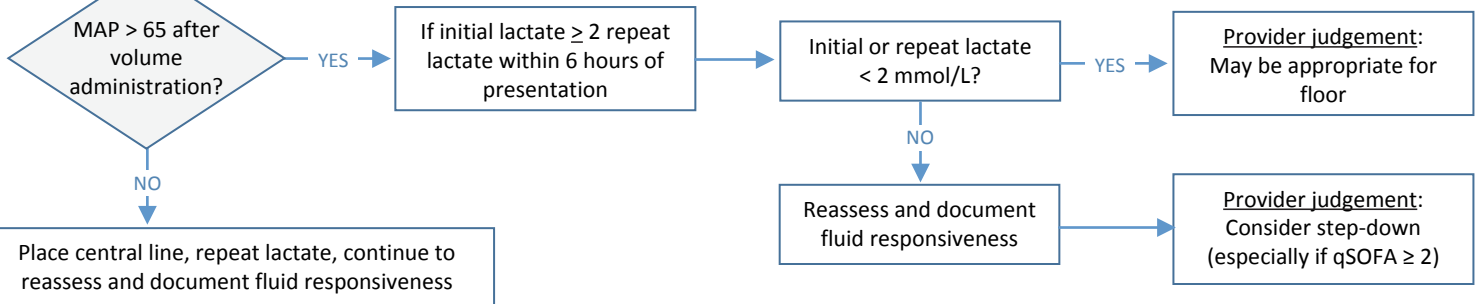 MAP > 65 after
volume
administration?
YES
If initial lactate ≥ 2 repeat
lactate within 6 hours of
presentation
Initial or repeat lactate
< 2 mmol/L?
YES
Provider judgement:
May be appropriate for
floor
NO
NO
Reassess and document
fluid responsiveness
Provider judgement:
Consider step-down
(especially if qSOFA ≥ 2)
Place central line, repeat lactate, continue to
reassess and document fluid responsiveness